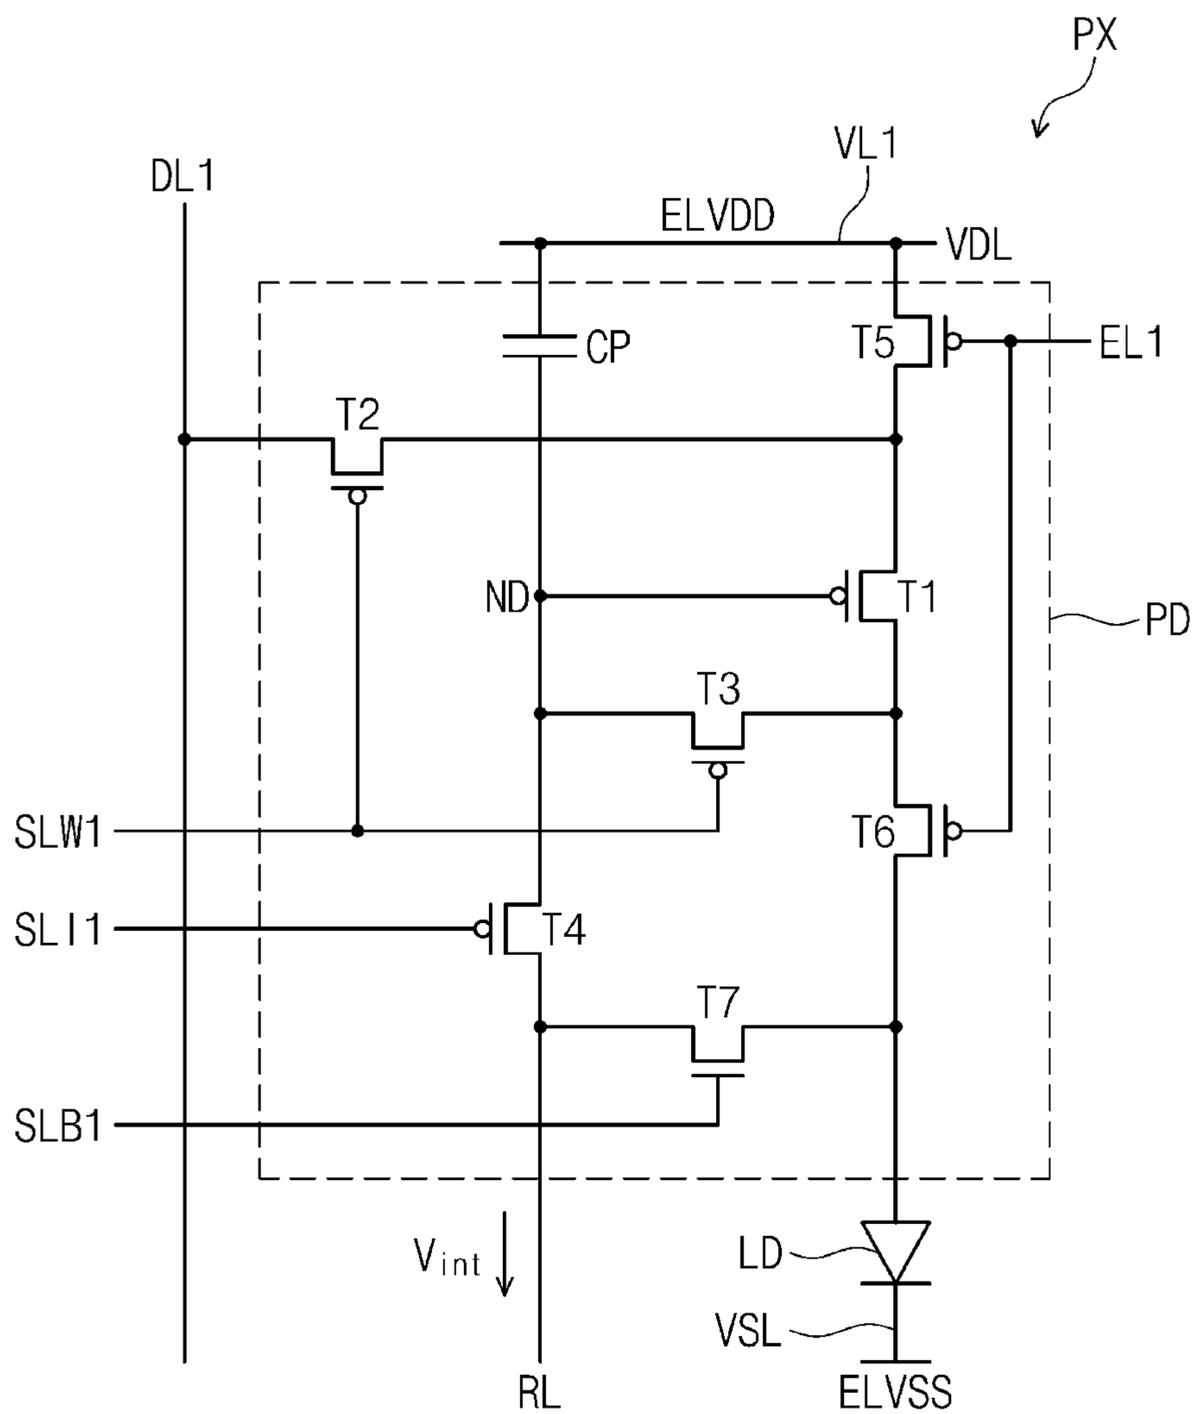 PX
VL1
DL1
ELVDD
VDL
T5
EL1
CP
T2
ND
T1
PD
T3
SLW1
T6
SLI1
T4
T7
SLB1
Vint
LD
VSL
RL
ELVSS